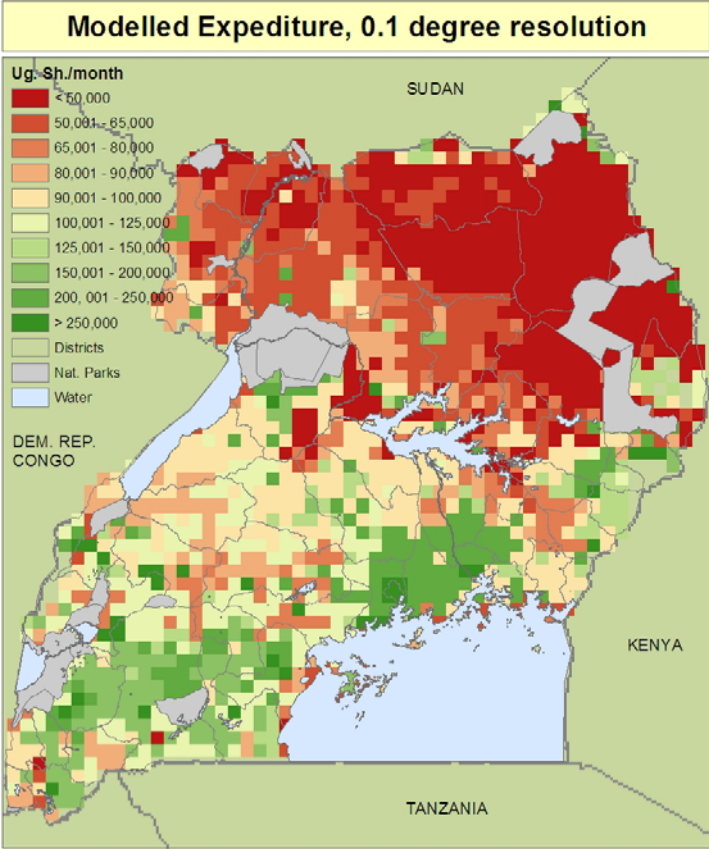 Modelled Expediture, 0.1 degree resolution
Ug. Sh./month
< 50,000
50,001 - 65,000
65,001 - 80,000
80,001 - 90,000
90,001 - 100,000
100,001 - 125,000
125,001 - 150,000
150,001 - 200,000
200, 001 - 250,000
> 250,000
Districts
Nat. Parks
Water
SUDAN
DEM. REP.
CONGO
KENYA
TANZANIA